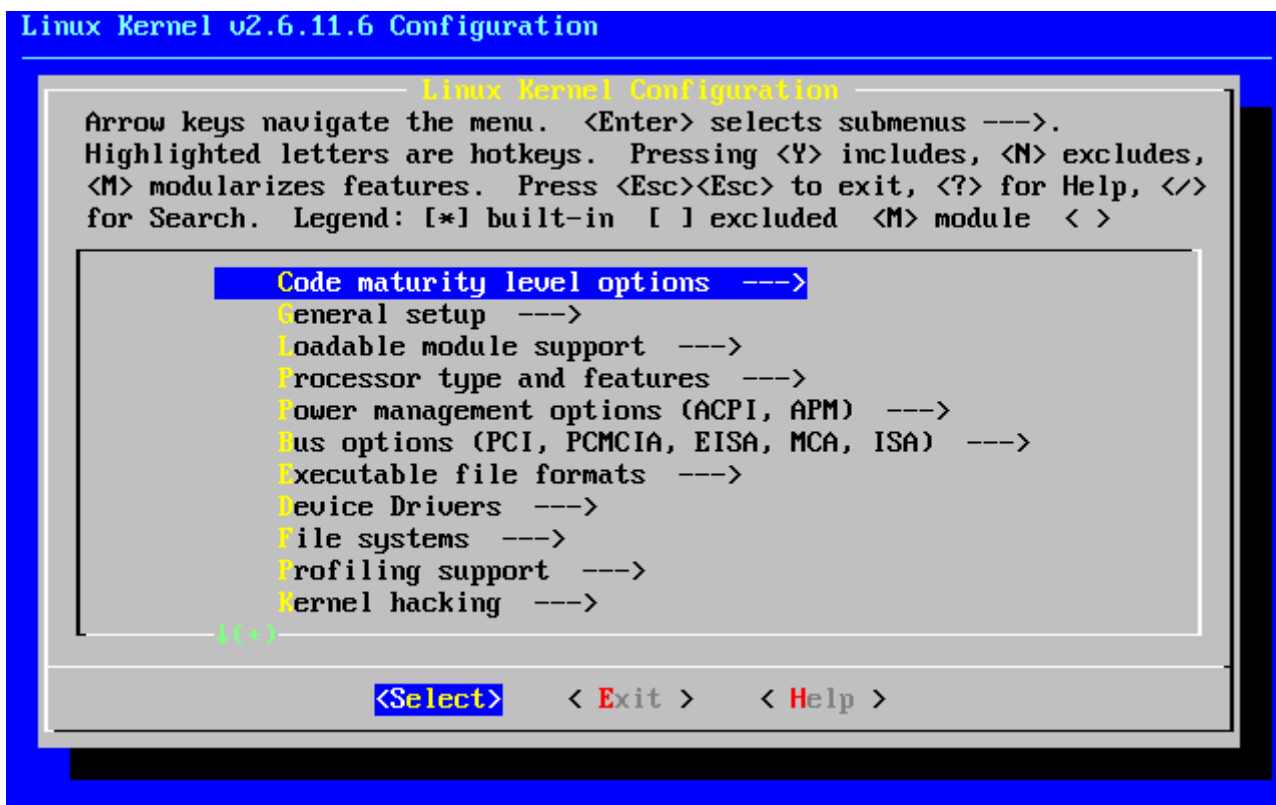 Linux Kernel v2.6.11.6 Configuration
Linux Kernel Configuration
Arrow keys navigate the menu.  <Enter> selects submenus --->.
Highlighted letters are hotkeys.  Pressing <Y> includes, <N> excludes,
<M> modularizes features.  Press <Esc><Esc> to exit, <?> for Help, </>
for Search.  Legend: [*] built-in  [ ] excluded  <M> module  < >
Code maturity level options  --->
General setup  --->
Loadable module support  --->
Processor type and features  --->
Power management options (ACPI, APM)  --->
Bus options (PCI, PCMCIA, EISA, MCA, ISA)  --->
Executable file formats  --->
Device Drivers  --->
File systems  --->
Profiling support  --->
Kernel hacking  --->
↓(+)
<Select>    < Exit >    < Help >